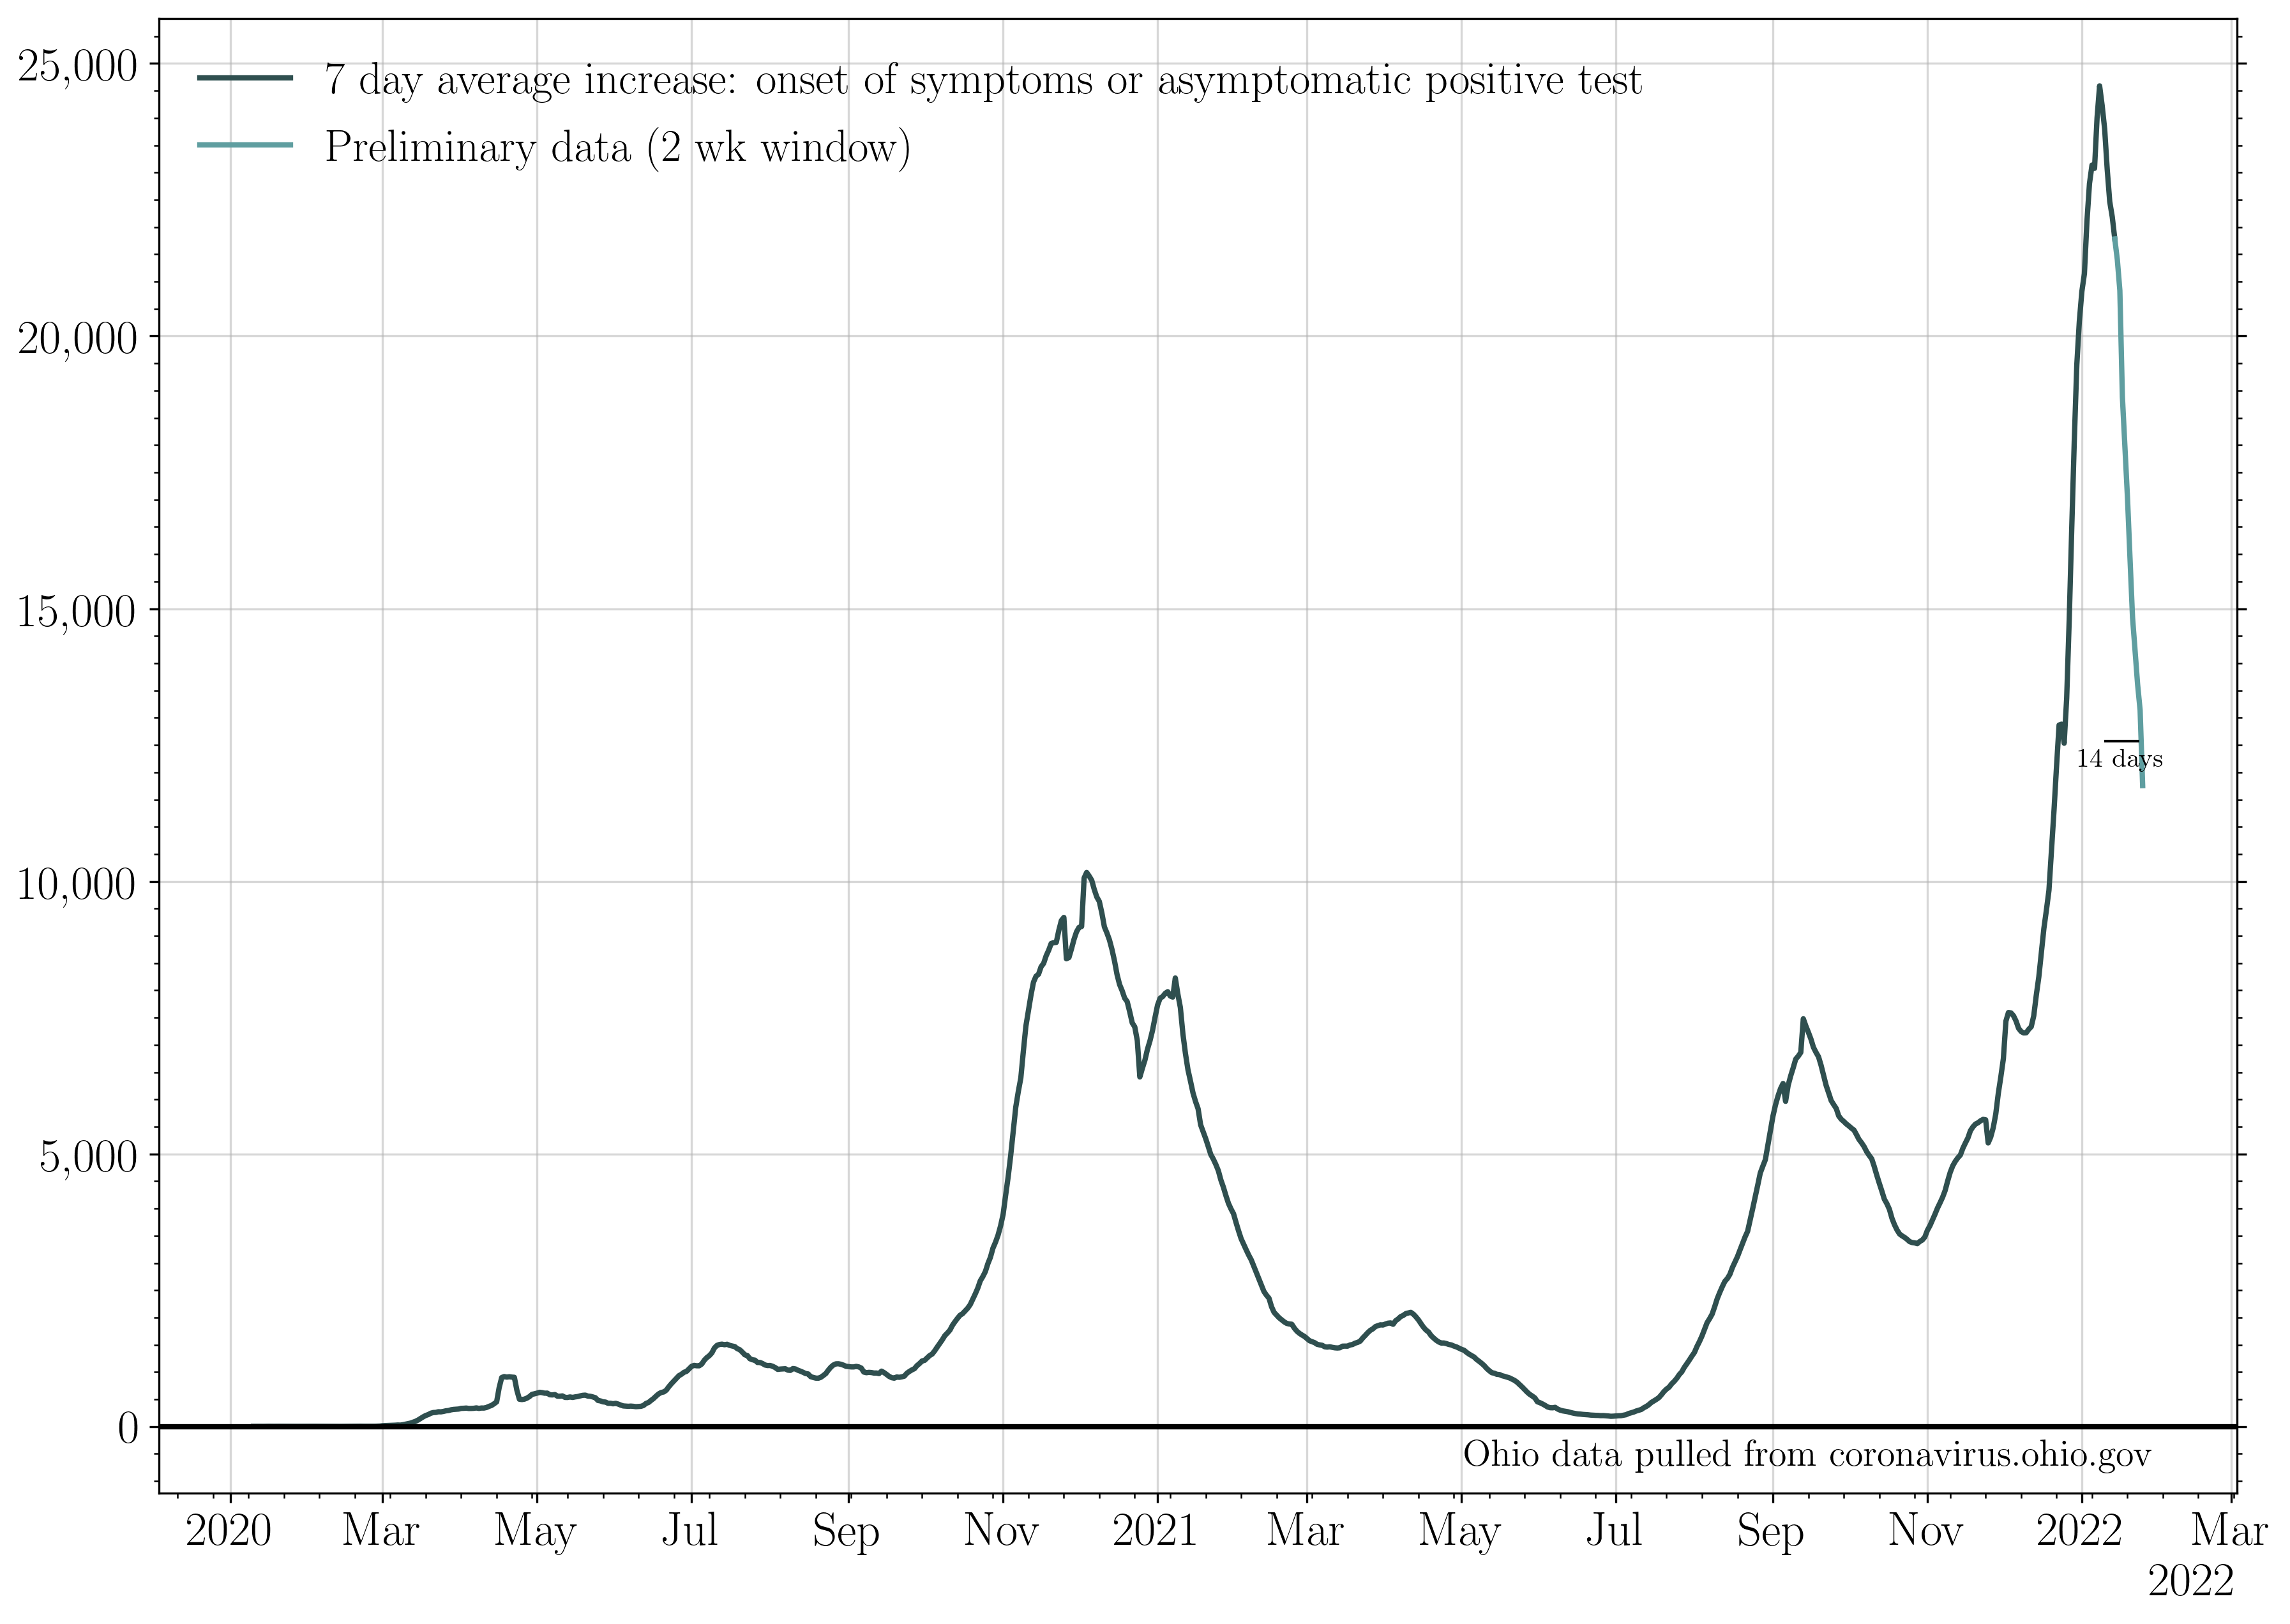 7 day average increase: onset of symptoms or asymptomatic positive test
Preliminary data (2 wk window)
25,000
20,000
15,000
10,000
5,000
0
14 days
Ohio data pulled from coronavirus.ohio.gov
2020 Mar May Jul Sep Nov 2021 Mar May Jul Sep Nov 2022 Mar
2022